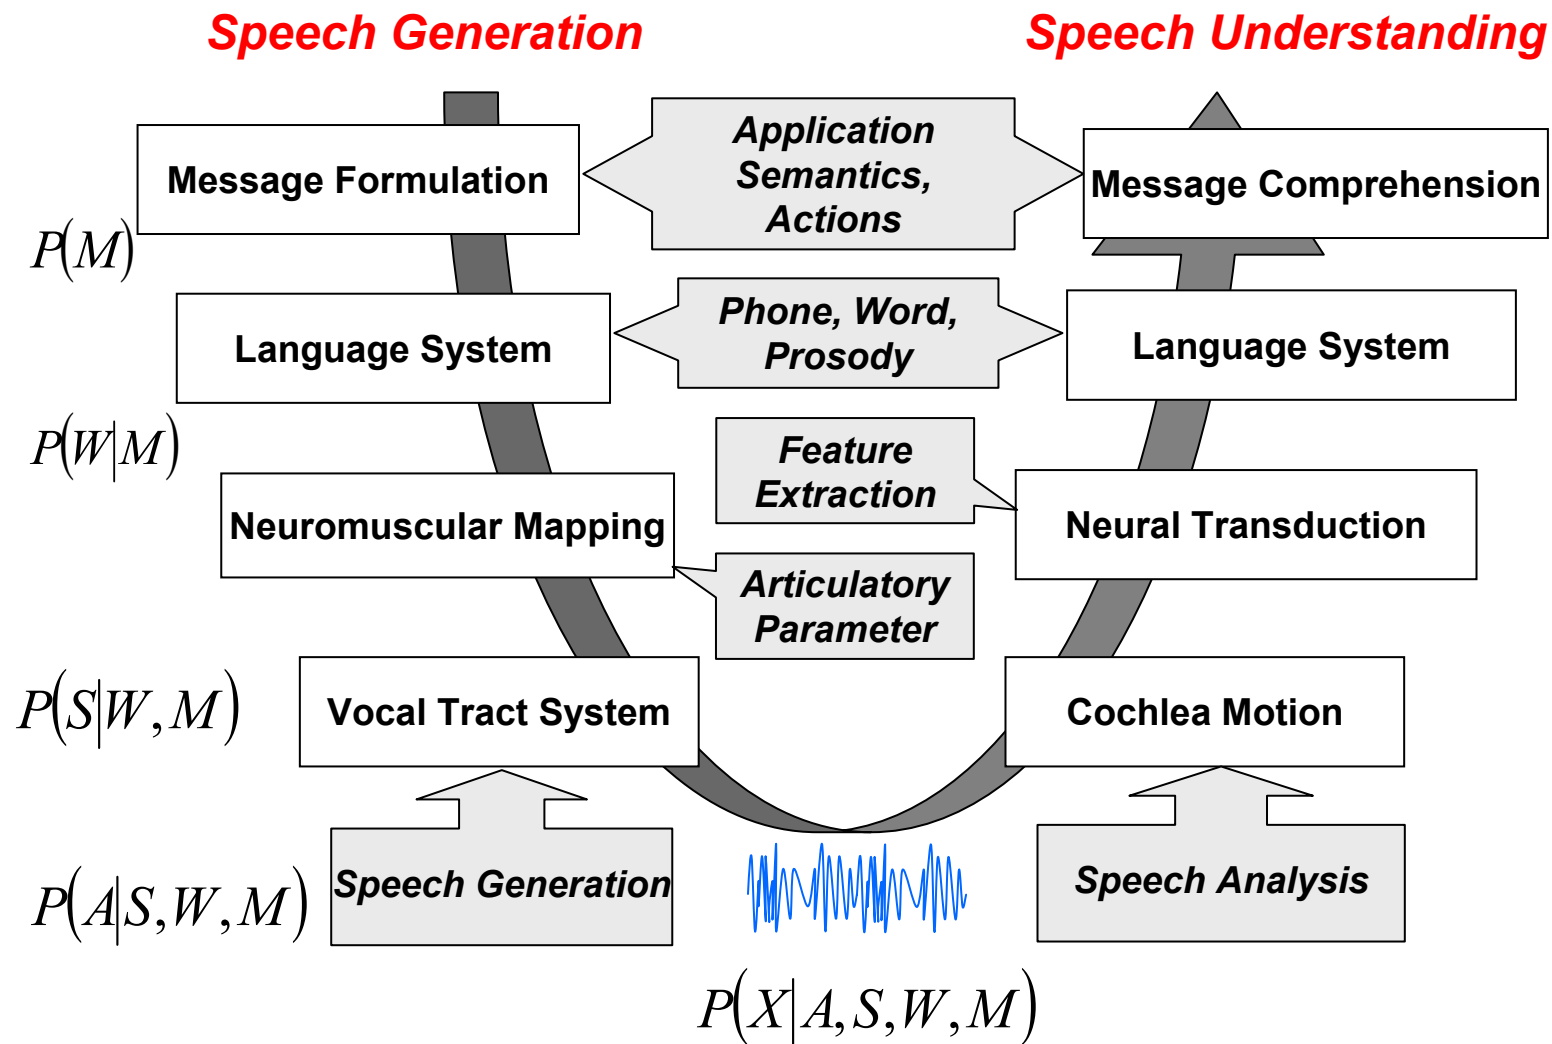 Speech Generation
Speech Understanding
Message Formulation
Application
Semantics,
Actions
Message Comprehension
P(M)
Language System
Phone, Word,
Prosody
Language System
P(W|M)
Feature
Extraction
Neuromuscular Mapping
Neural Transduction
Articulatory
Parameter
P(S|W,M)
Vocal Tract System
Cochlea Motion
P(A|S,W,M)
Speech Generation
Speech Analysis
P(X|A,S,W,M)